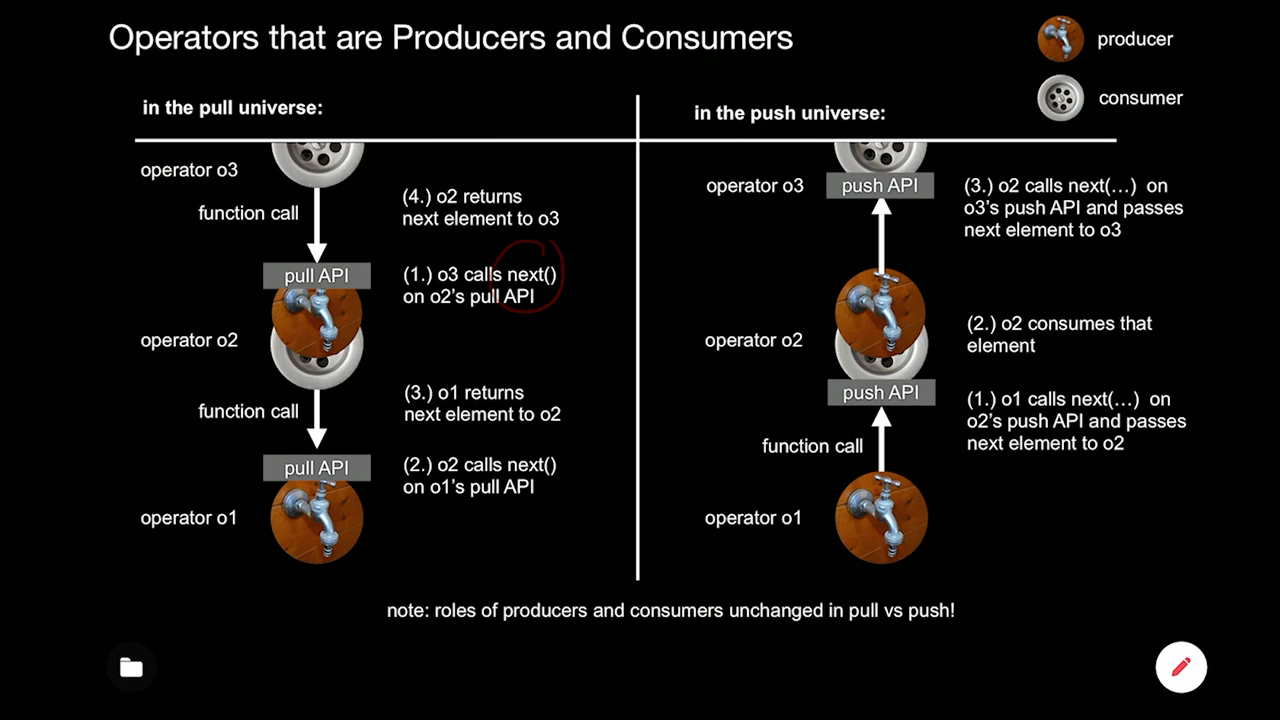 Operators that are Producers and Consumers
producer
consumer
in the pull universe:
operator o3
function call
(4.) o2 returns
next element to o3
pull API
(1.) o3 calls next()
on o2's pull API
operator o2
function call
(3.) o1 returns
next element to o2
pull API
(2.) o2 calls next()
on o1's pull API
operator o1
in the push universe:
operator o3
push API
(3.) o2 calls next(…) on
o3's push API and passes
next element to o3
operator o2
(2.) o2 consumes that
element
push API
(1.) o1 calls next(…) on
o2's push API and passes
next element to o2
function call
operator o1
note: roles of producers and consumers unchanged in pull vs push!